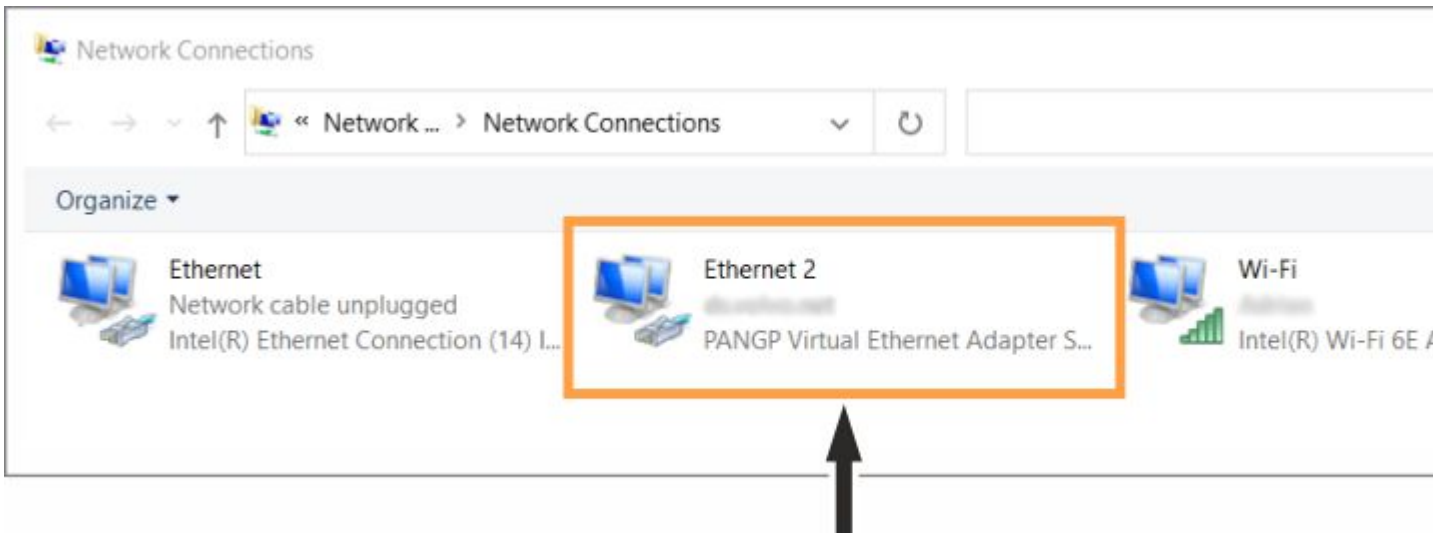 Network Connections
« Network ... > Network Connections
Organize
Ethernet
Network cable unplugged
Intel(R) Ethernet Connection (14) I...
Ethernet 2
PANGP Virtual Ethernet Adapter S...
Wi-Fi
Intel(R) Wi-Fi 6E